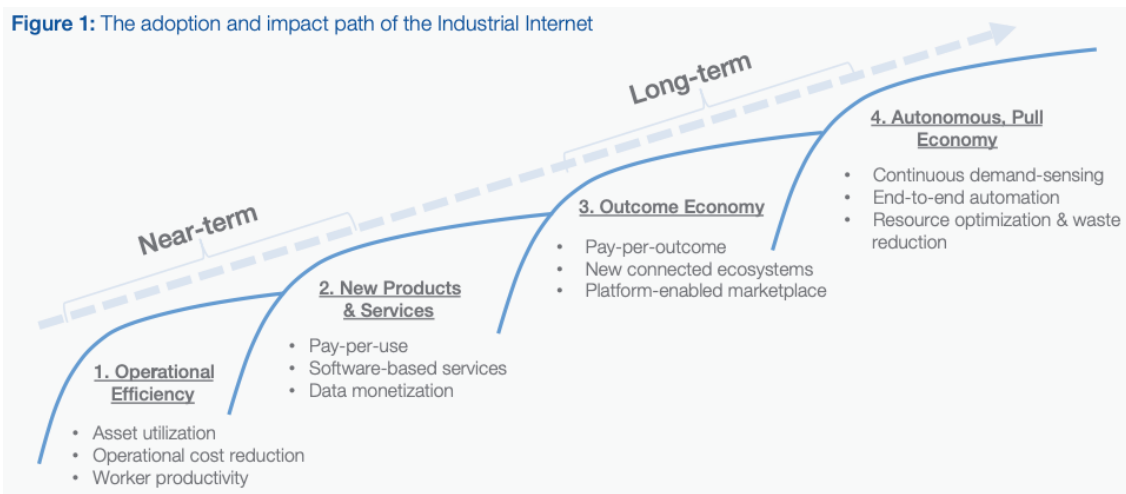 Figure 1: The adoption and impact path of the Industrial Internet
Near-term
Long-term
1. Operational
Efficiency
• Asset utilization
• Operational cost reduction
• Worker productivity
2. New Products
& Services
• Pay-per-use
• Software-based services
• Data monetization
3. Outcome Economy
• Pay-per-outcome
• New connected ecosystems
• Platform-enabled marketplace
4. Autonomous, Pull
Economy
• Continuous demand-sensing
• End-to-end automation
• Resource optimization & waste
reduction